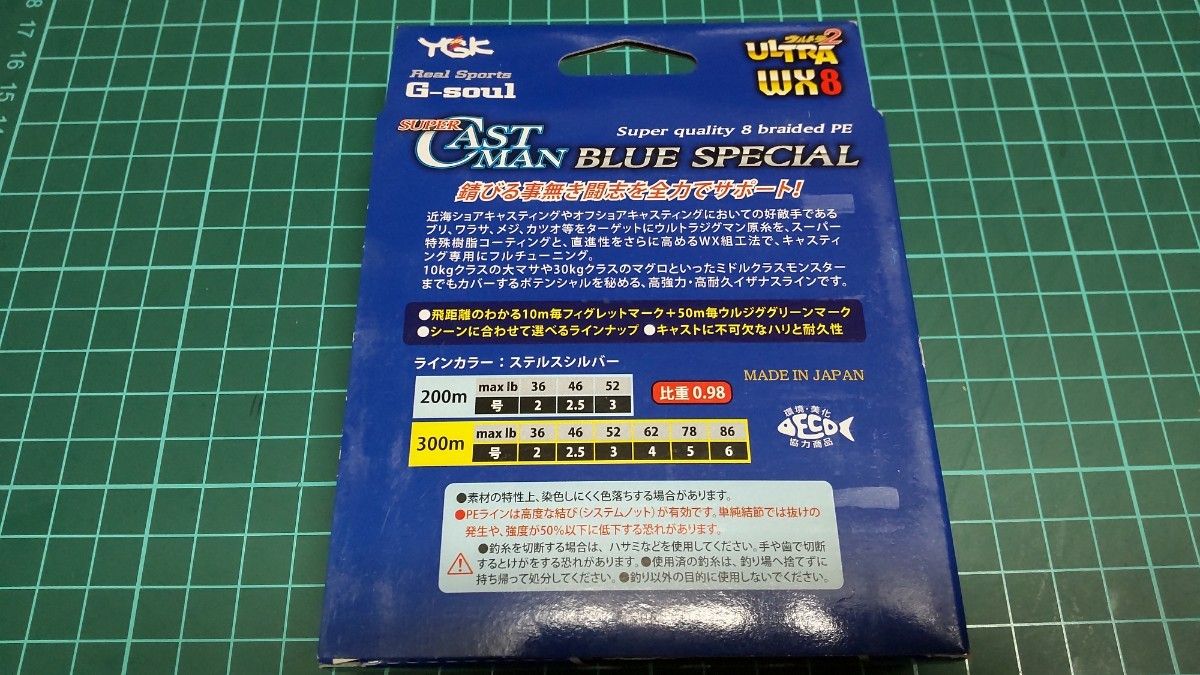 YGK
Real Sports
G-soul
ウルトラ2
ULTRA
WX8
SUPER
CAST
MAN
BLUE SPECIAL
Super quality 8 braided PE
錆びる事無き闘志を全力でサポート!
近海ショアキャスティングやオフショアキャスティングにおいての好敵手である
ブリ、ワラサ、メジ、カツオ等をターゲットにウルトラジグマン原糸を、スーパー
特殊樹脂コーティングと、直進性をさらに高めるWX組工法で、キャスティ
ング専用にフルチューニング。
10kgクラスの大マサや30kgクラスのマグロといったミドルクラスモンスター
までもカバーするポテンシャルを秘める、高強力・高耐久イザナスラインです。
●飛距離のわかる10m毎フィグレットマーク+50m毎ウルジググリーンマーク
●シーンに合わせて選べるラインナップ ●キャストに不可欠なハリと耐久性
ラインカラー:ステルスシルバー
200m
max lb 36 46 52
号 2 2.5 3
比重 0.98
MADE IN JAPAN
300m
max lb 36 46 52 62 78 86
号 2 2.5 3 4 5 6
環境・美化
ECO
協力商品
●素材の特性上、染色しにくく色落ちする場合があります。
●PEラインは高度な結び(システムノット)が有効です。単純結節では抜けの
発生や、強度が50%以下に低下する恐れがあります。
●釣糸を切断する場合は、ハサミなどを使用してください。手や歯で切断
するとけがをする恐れがあります。●使用済の釣糸は、釣り場へ捨てずに
持ち帰って処分してください。●釣り以外の目的に使用しないでください。
18
17
16
15